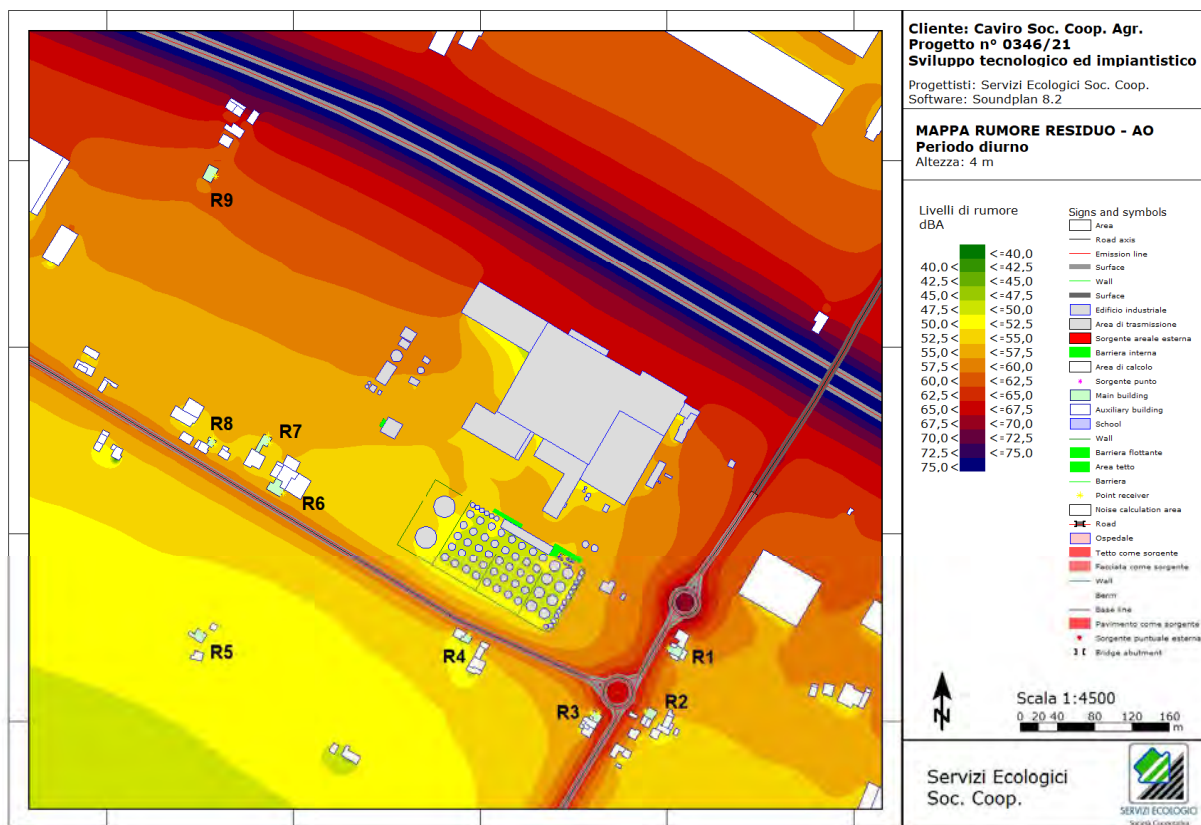 Cliente: Caviro Soc. Coop. Agr.
Progetto n° 0346/21
Sviluppo tecnologico ed impiantistico
Progettisti: Servizi Ecologici Soc. Coop.
Software: Soundplan 8.2
MAPPA RUMORE RESIDUO - AO
Periodo diurno
Altezza: 4 m
Livelli di rumore
dBA
<=40,0
40,0< <=42,5
42,5< <=45,0
45,0< <=47,5
47,5< <=50,0
50,0< <=52,5
52,5< <=55,0
55,0< <=57,5
57,5< <=60,0
60,0< <=62,5
62,5< <=65,0
65,0< <=67,5
67,5< <=70,0
70,0< <=72,5
72,5< <=75,0
75,0<
Signs and symbols
Area
Road axis
Emission line
Surface
Wall
Surface
Edificio industriale
Area di trasmissione
Sorgente areale esterna
Barriera interna
Area di calcolo
Sorgente punto
Main building
Auxiliary building
School
Wall
Barriera flottante
Area tetto
Barriera
Point receiver
Noise calculation area
Road
Ospedale
Tetto come sorgente
Facciata come sorgente
Wall
Berm
Base line
Pavimento come sorgente
Sorgente puntuale esterna
Bridge abutment
R9
R8
R7
R6
R5
R4
R1
R3
R2
N
Scala 1:4500
0 20 40 80 120 160
m
Servizi Ecologici
Soc. Coop.
SERVIZI ECOLOGICI
Società Cooperativa